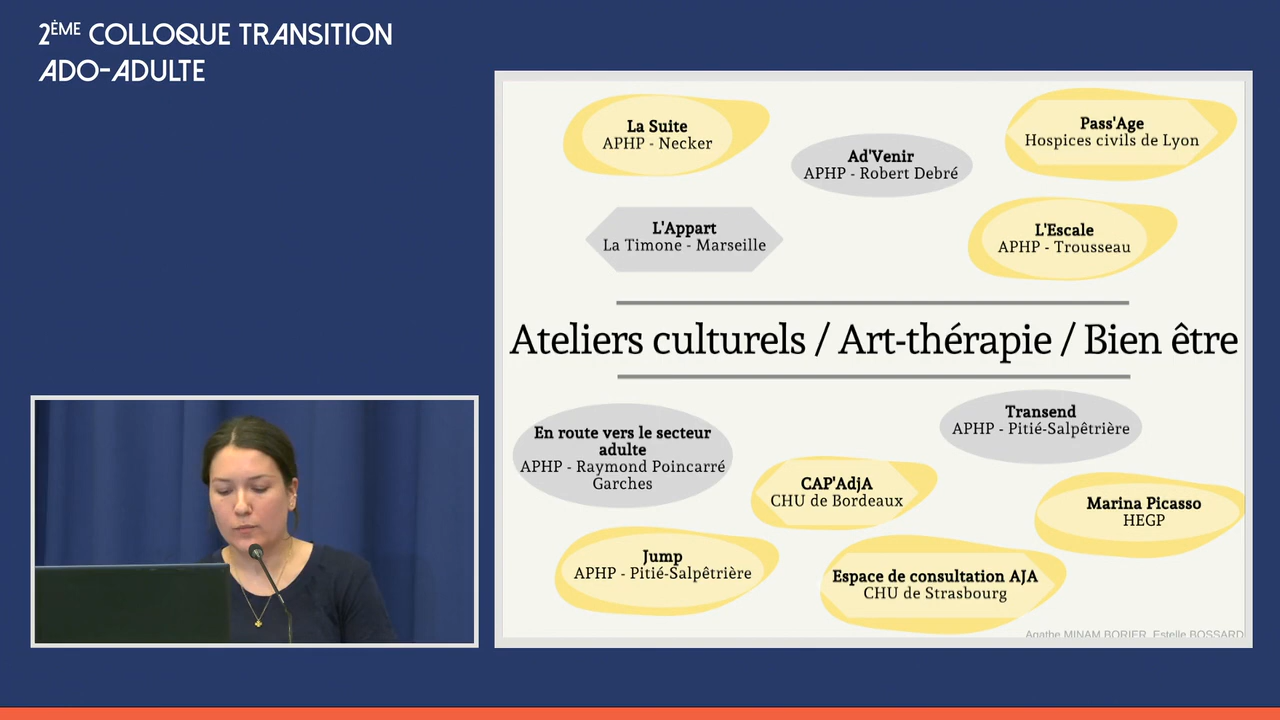 2ÈME COLLOQUE TRANSITION
ADO-ADULTE
La Suite
APHP - Necker
Ad'Venir
APHP - Robert Debré
Pass'Age
Hospices civils de Lyon
L'Appart
La Timone - Marseille
L'Escale
APHP - Trousseau
Ateliers culturels / Art-thérapie / Bien être
En route vers le secteur
adulte
APHP - Raymond Poincarré
Garches
Transend
APHP - Pitié-Salpêtrière
CAP'AdjA
CHU de Bordeaux
Marina Picasso
HEGP
Jump
APHP - Pitié-Salpêtrière
Espace de consultation AJA
CHU de Strasbourg
Agathe MINAM BORIER, Estelle BOSSARD